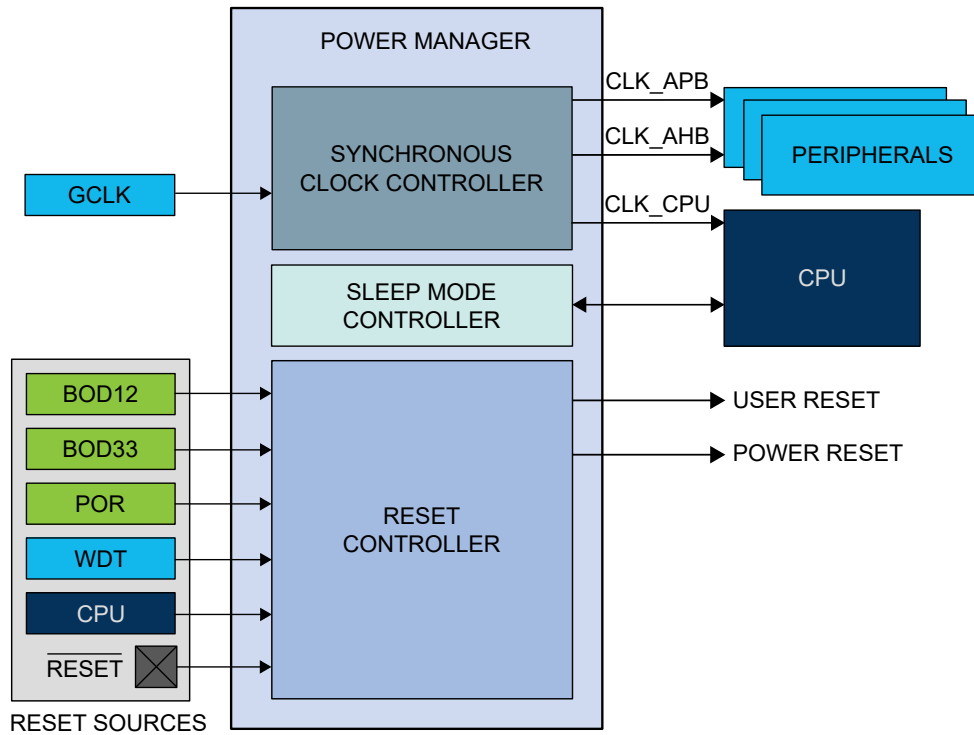 POWER MANAGER
CLK_APB
SYNCHRONOUS
CLOCK CONTROLLER
CLK_AHB
PERIPHERALS
GCLK
CLK_CPU
CPU
SLEEP MODE
CONTROLLER
BOD12
BOD33
POR
WDT
CPU
RESET
RESET SOURCES
RESET
CONTROLLER
USER RESET
POWER RESET